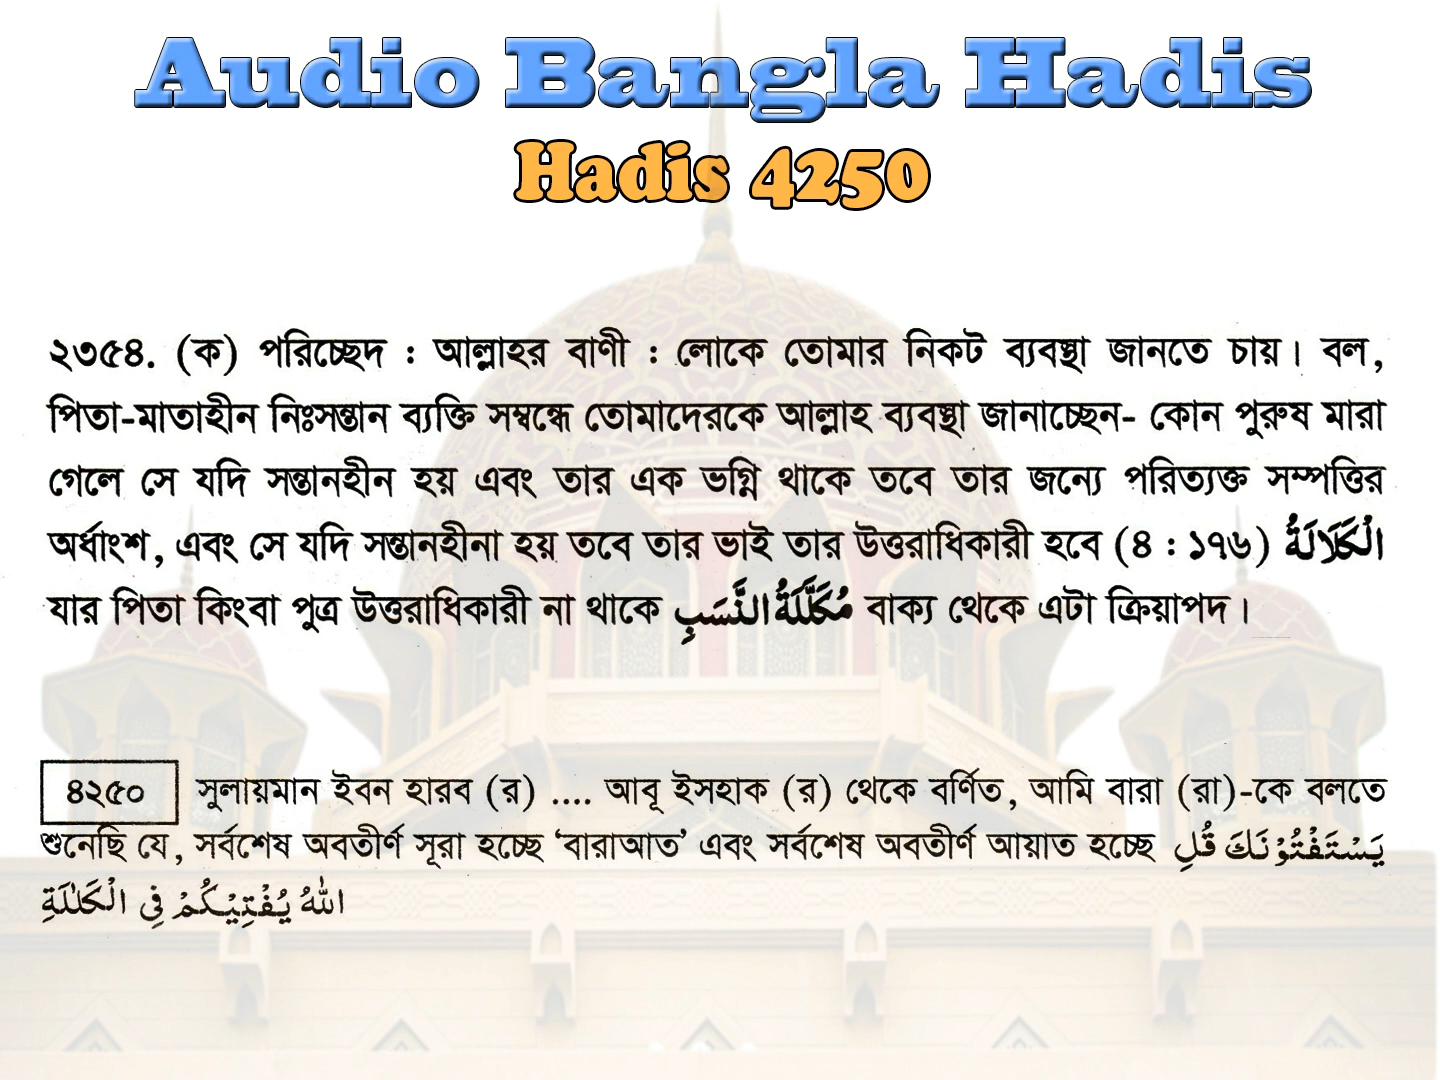 Audio Bangla Hadis
Hadis 4250
২৩৫৪. (ক) পরিচ্ছেদ : আল্লাহর বাণী : লোকে তোমার নিকট ব্যবস্থা জানতে চায়। বল,
পিতা-মাতাহীন নিঃসন্তান ব্যক্তি সম্বন্ধে তোমাদেরকে আল্লাহ ব্যবস্থা জানাচ্ছেন- কোন পুরুষ মারা
গেলে সে যদি সন্তানহীন হয় এবং তার এক ভগ্নি থাকে তবে তার জন্যে পরিত্যক্ত সম্পত্তির
অর্ধাংশ, এবং সে যদি সন্তানহীনা হয় তবে তার ভাই তার উত্তরাধিকারী হবে (৪ : ১৭৬) الْكَلَالَةُ
যার পিতা কিংবা পুত্র উত্তরাধিকারী না থাকে مُكَلَّلَةُ النَّسَبِ বাক্য থেকে এটা ক্রিয়াপদ।
৪২৫০ সুলায়মান ইবন হারব (র) .... আবূ ইসহাক (র) থেকে বর্ণিত, আমি বারা (রা)-কে বলতে
শুনেছি যে, সর্বশেষ অবতীর্ণ সূরা হচ্ছে ‘বারাআত’ এবং সর্বশেষ অবতীর্ণ আয়াত হচ্ছে يَسْتَفْتُوْنَكَ قُلِ
اللهُ يُفْتِيْكُمْ فِى الْكَلٰلَةِ